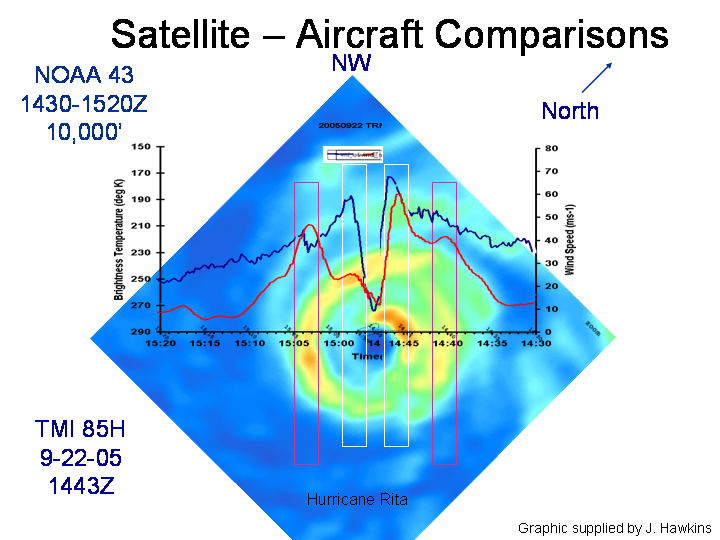 Satellite – Aircraft Comparisons
NW
NOAA 43
1430-1520Z
10,000'
North
20050922 TRM
Brightness Temperature (deg K)
150
170
190
210
230
250
270
290
80
70
60
50
40
30
20
10
0
Wind Speed (ms-1)
15:20 15:15 15:10 15:05 15:00 14 14:45 14:40 14:35 14:30
Time
zoom
TMI 85H
9-22-05
1443Z
Hurricane Rita
Graphic supplied by J. Hawkins